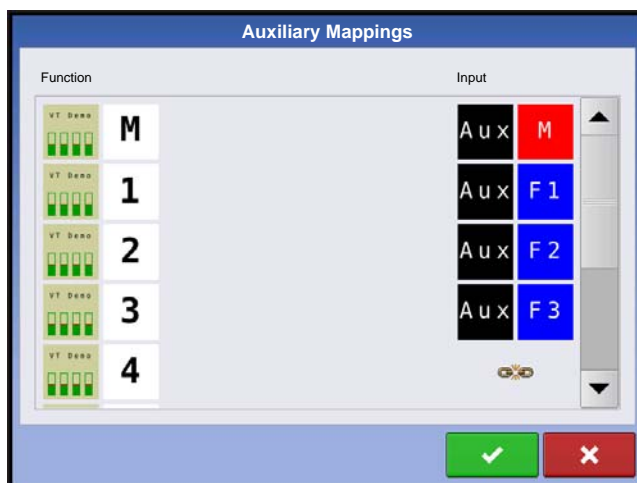 Auxiliary Mappings
Function Input
VT Demo M Aux M
VT Demo 1 Aux F1
VT Demo 2 Aux F2
VT Demo 3 Aux F3
VT Demo 4